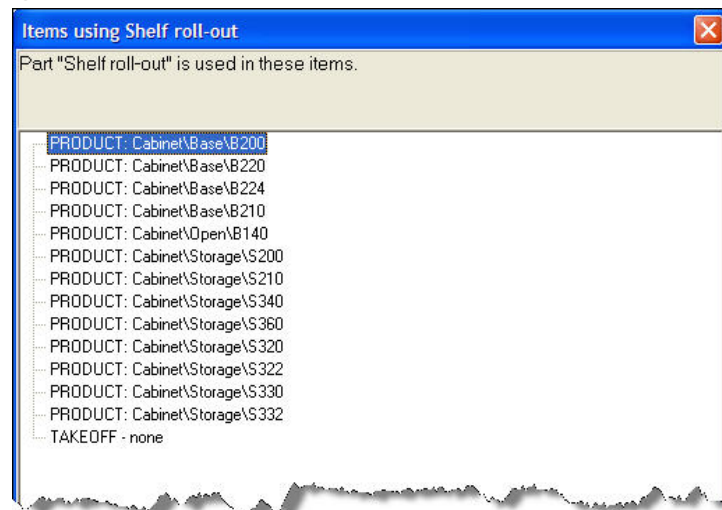 Items using Shelf roll-out
Part "Shelf roll-out" is used in these items.
PRODUCT: Cabinet\Base\B200
PRODUCT: Cabinet\Base\B220
PRODUCT: Cabinet\Base\B224
PRODUCT: Cabinet\Base\B210
PRODUCT: Cabinet\Open\B140
PRODUCT: Cabinet\Storage\S200
PRODUCT: Cabinet\Storage\S210
PRODUCT: Cabinet\Storage\S340
PRODUCT: Cabinet\Storage\S360
PRODUCT: Cabinet\Storage\S320
PRODUCT: Cabinet\Storage\S322
PRODUCT: Cabinet\Storage\S330
PRODUCT: Cabinet\Storage\S332
TAKEOFF - none